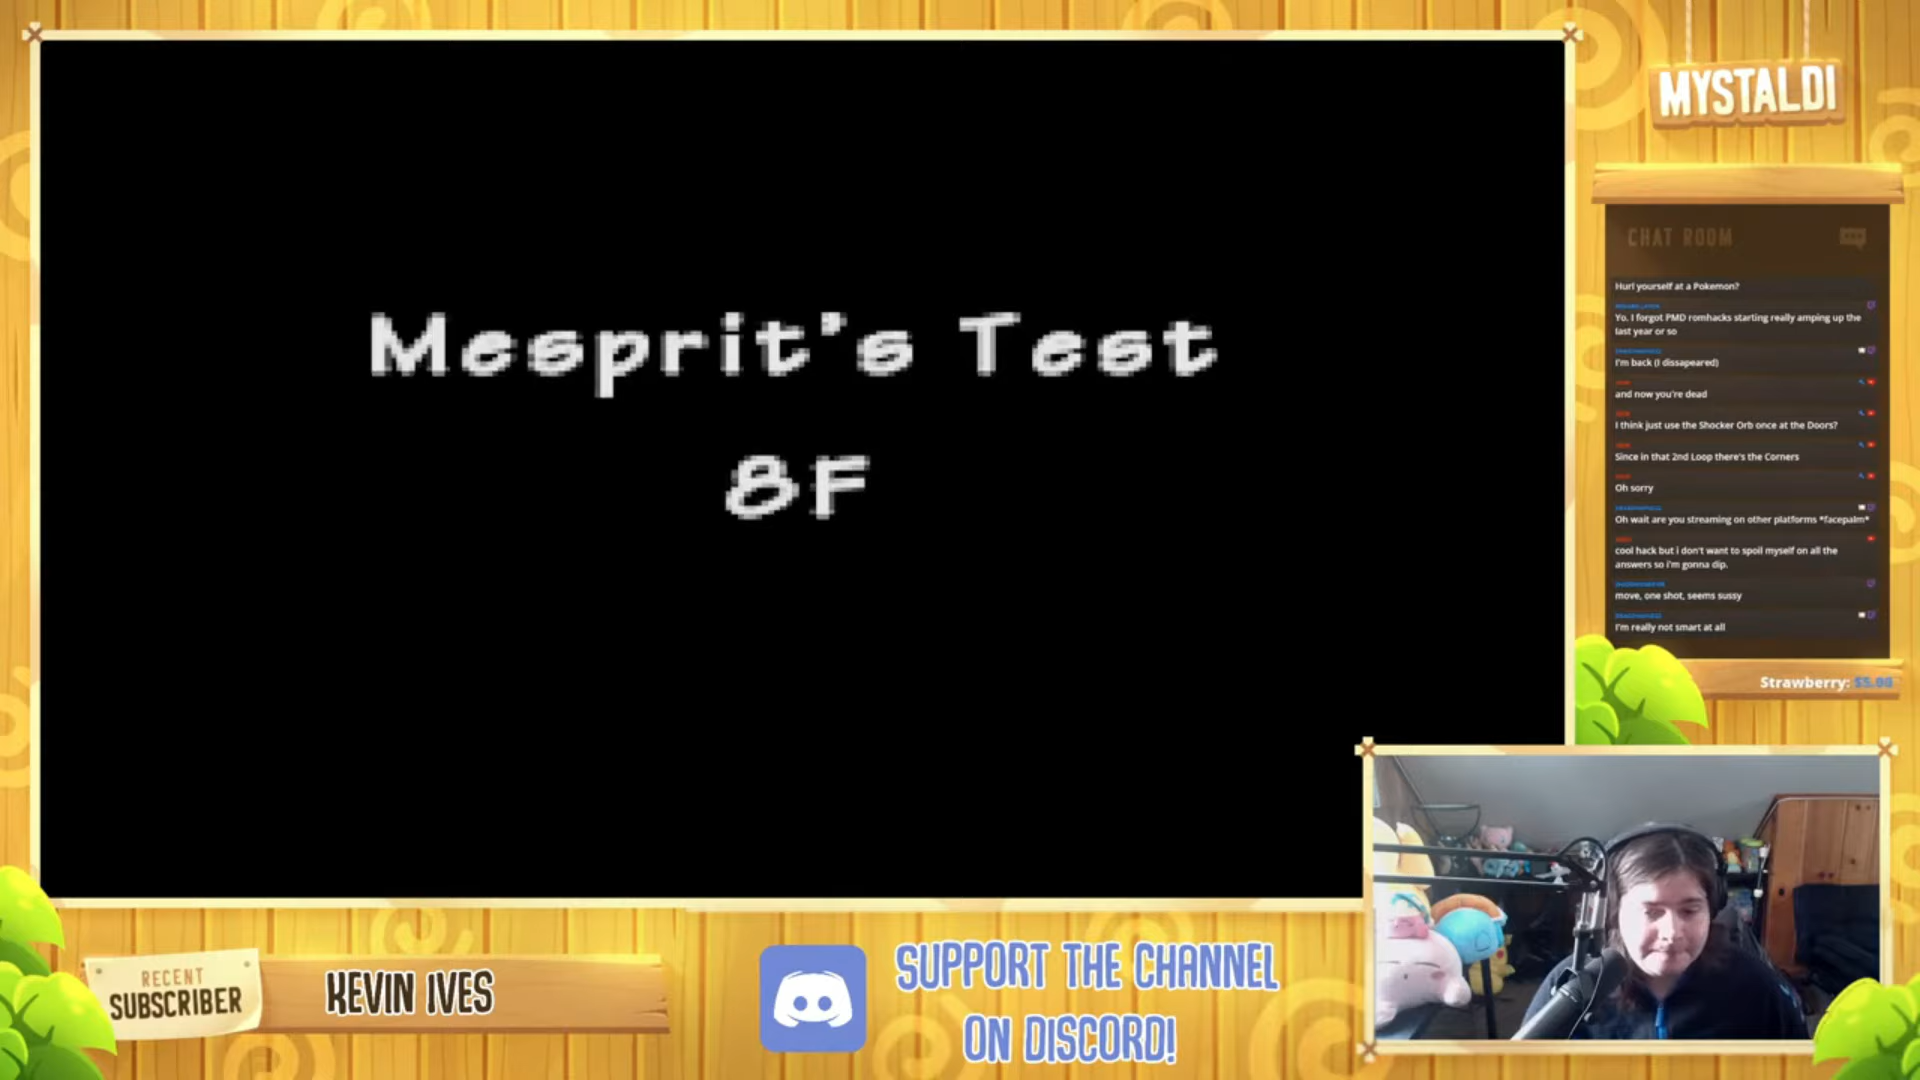 MYSTALDI
Mesprit's Test
8F
CHAT ROOM
Hurl yourself at a Pokemon?
Yo. I forgot PMD romhacks starting really amping up the
last year or so
I'm back (I dissapeared)
and now you're dead
I think just use the Shocker Orb once at the Doors?
Since in that 2nd Loop there's the Corners
Oh sorry
Oh wait are you streaming on other platforms *facepalm*
cool hack but i don't want to spoil myself on all the
answers so i'm gonna dip.
move, one shot, seems sussy
I'm really not smart at all
Strawberry: $5.00
RECENT
SUBSCRIBER
KEVIN IVES
SUPPORT THE CHANNEL
ON DISCORD!